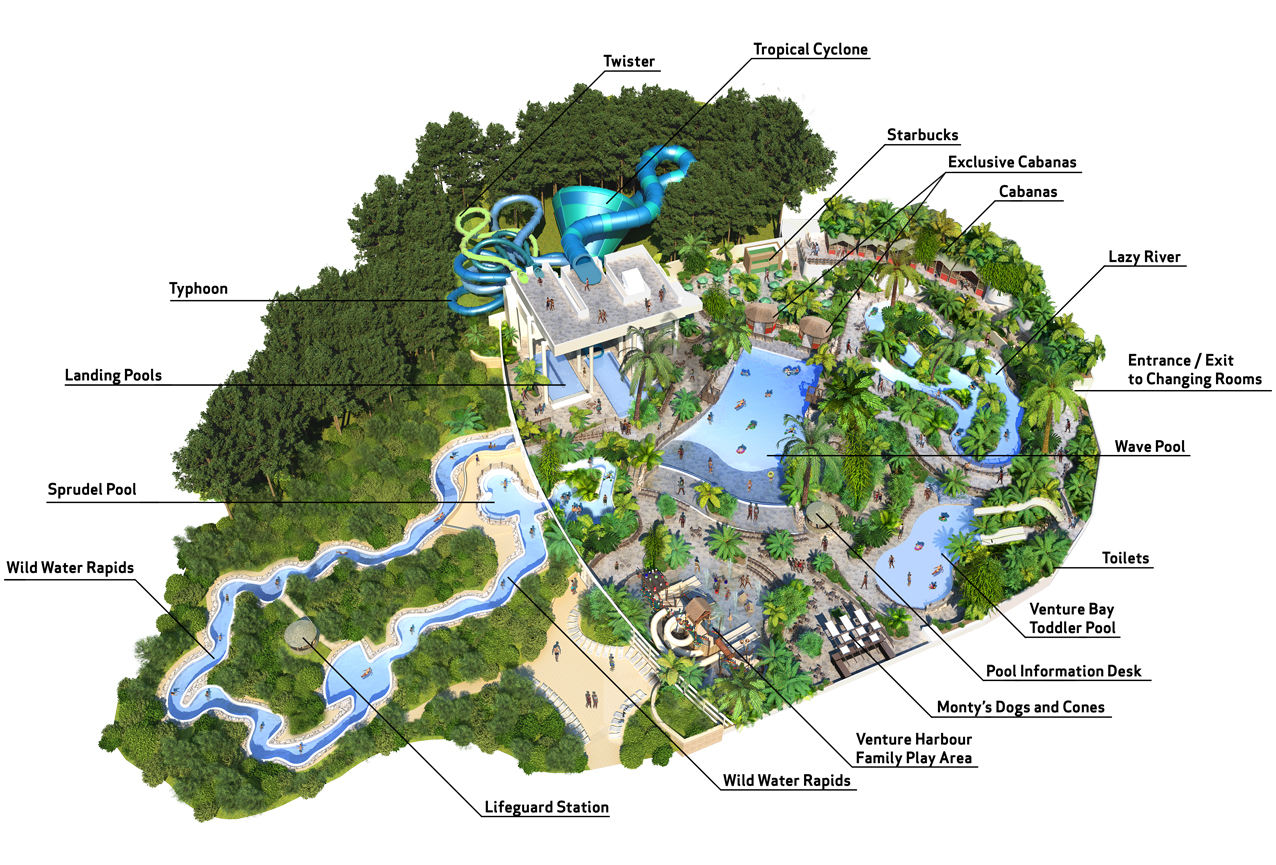 Tropical Cyclone
Twister
Starbucks
Exclusive Cabanas
Cabanas
Lazy River
Typhoon
Entrance / Exit
to Changing Rooms
Landing Pools
Wave Pool
Sprudel Pool
Toilets
Wild Water Rapids
Venture Bay
Toddler Pool
Pool Information Desk
Monty's Dogs and Cones
Venture Harbour
Family Play Area
Wild Water Rapids
Lifeguard Station